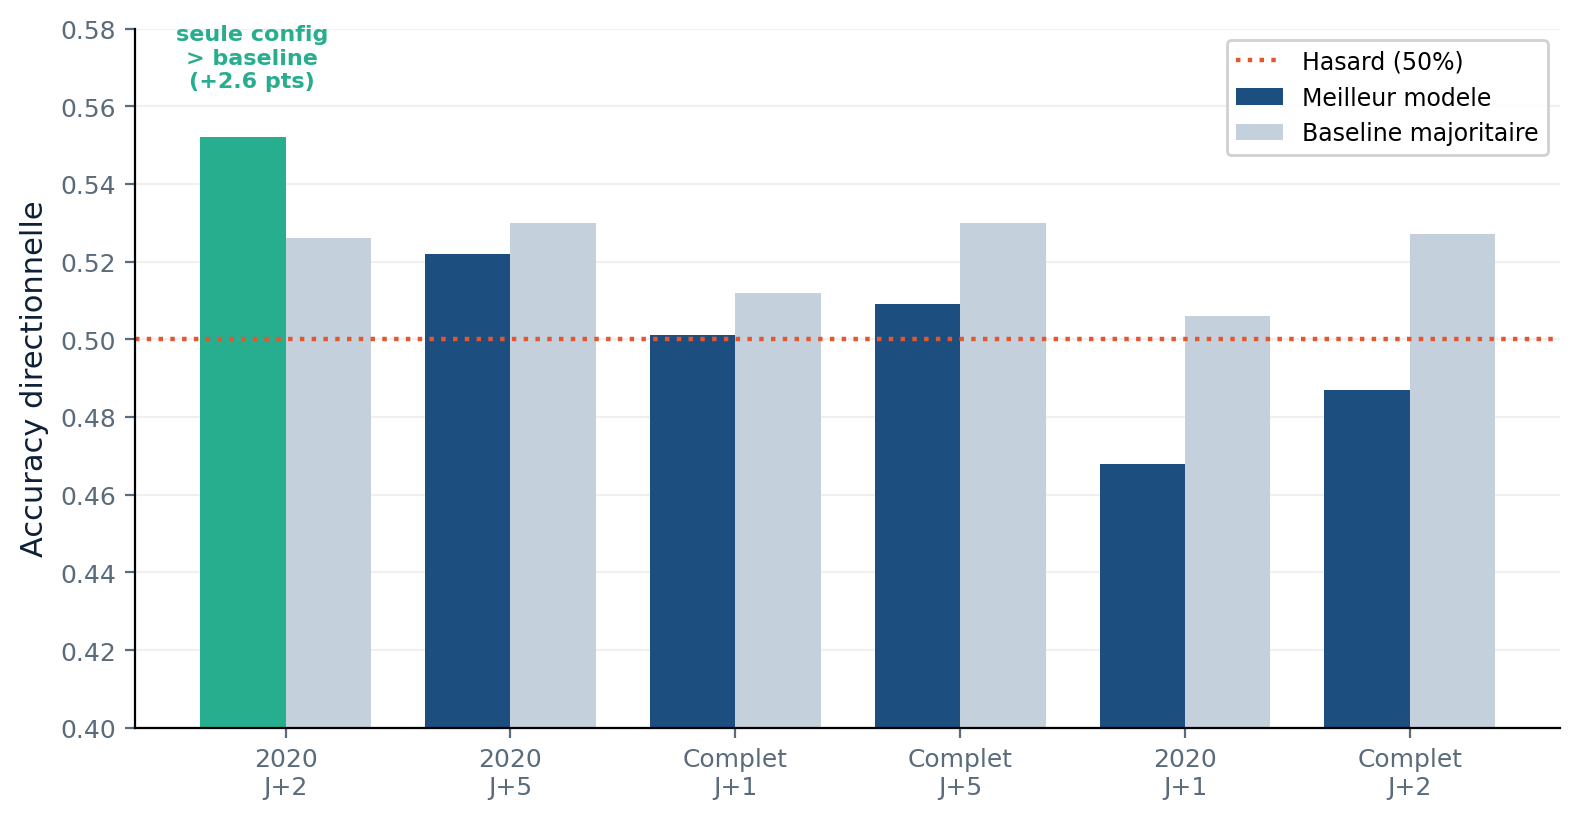 seule config
> baseline
(+2.6 pts)
Hasard (50%)
Meilleur modele
Baseline majoritaire
Accuracy directionnelle
0.58
0.56
0.54
0.52
0.50
0.48
0.46
0.44
0.42
0.40
2020
J+2
2020
J+5
Complet
J+1
Complet
J+5
2020
J+1
Complet
J+2